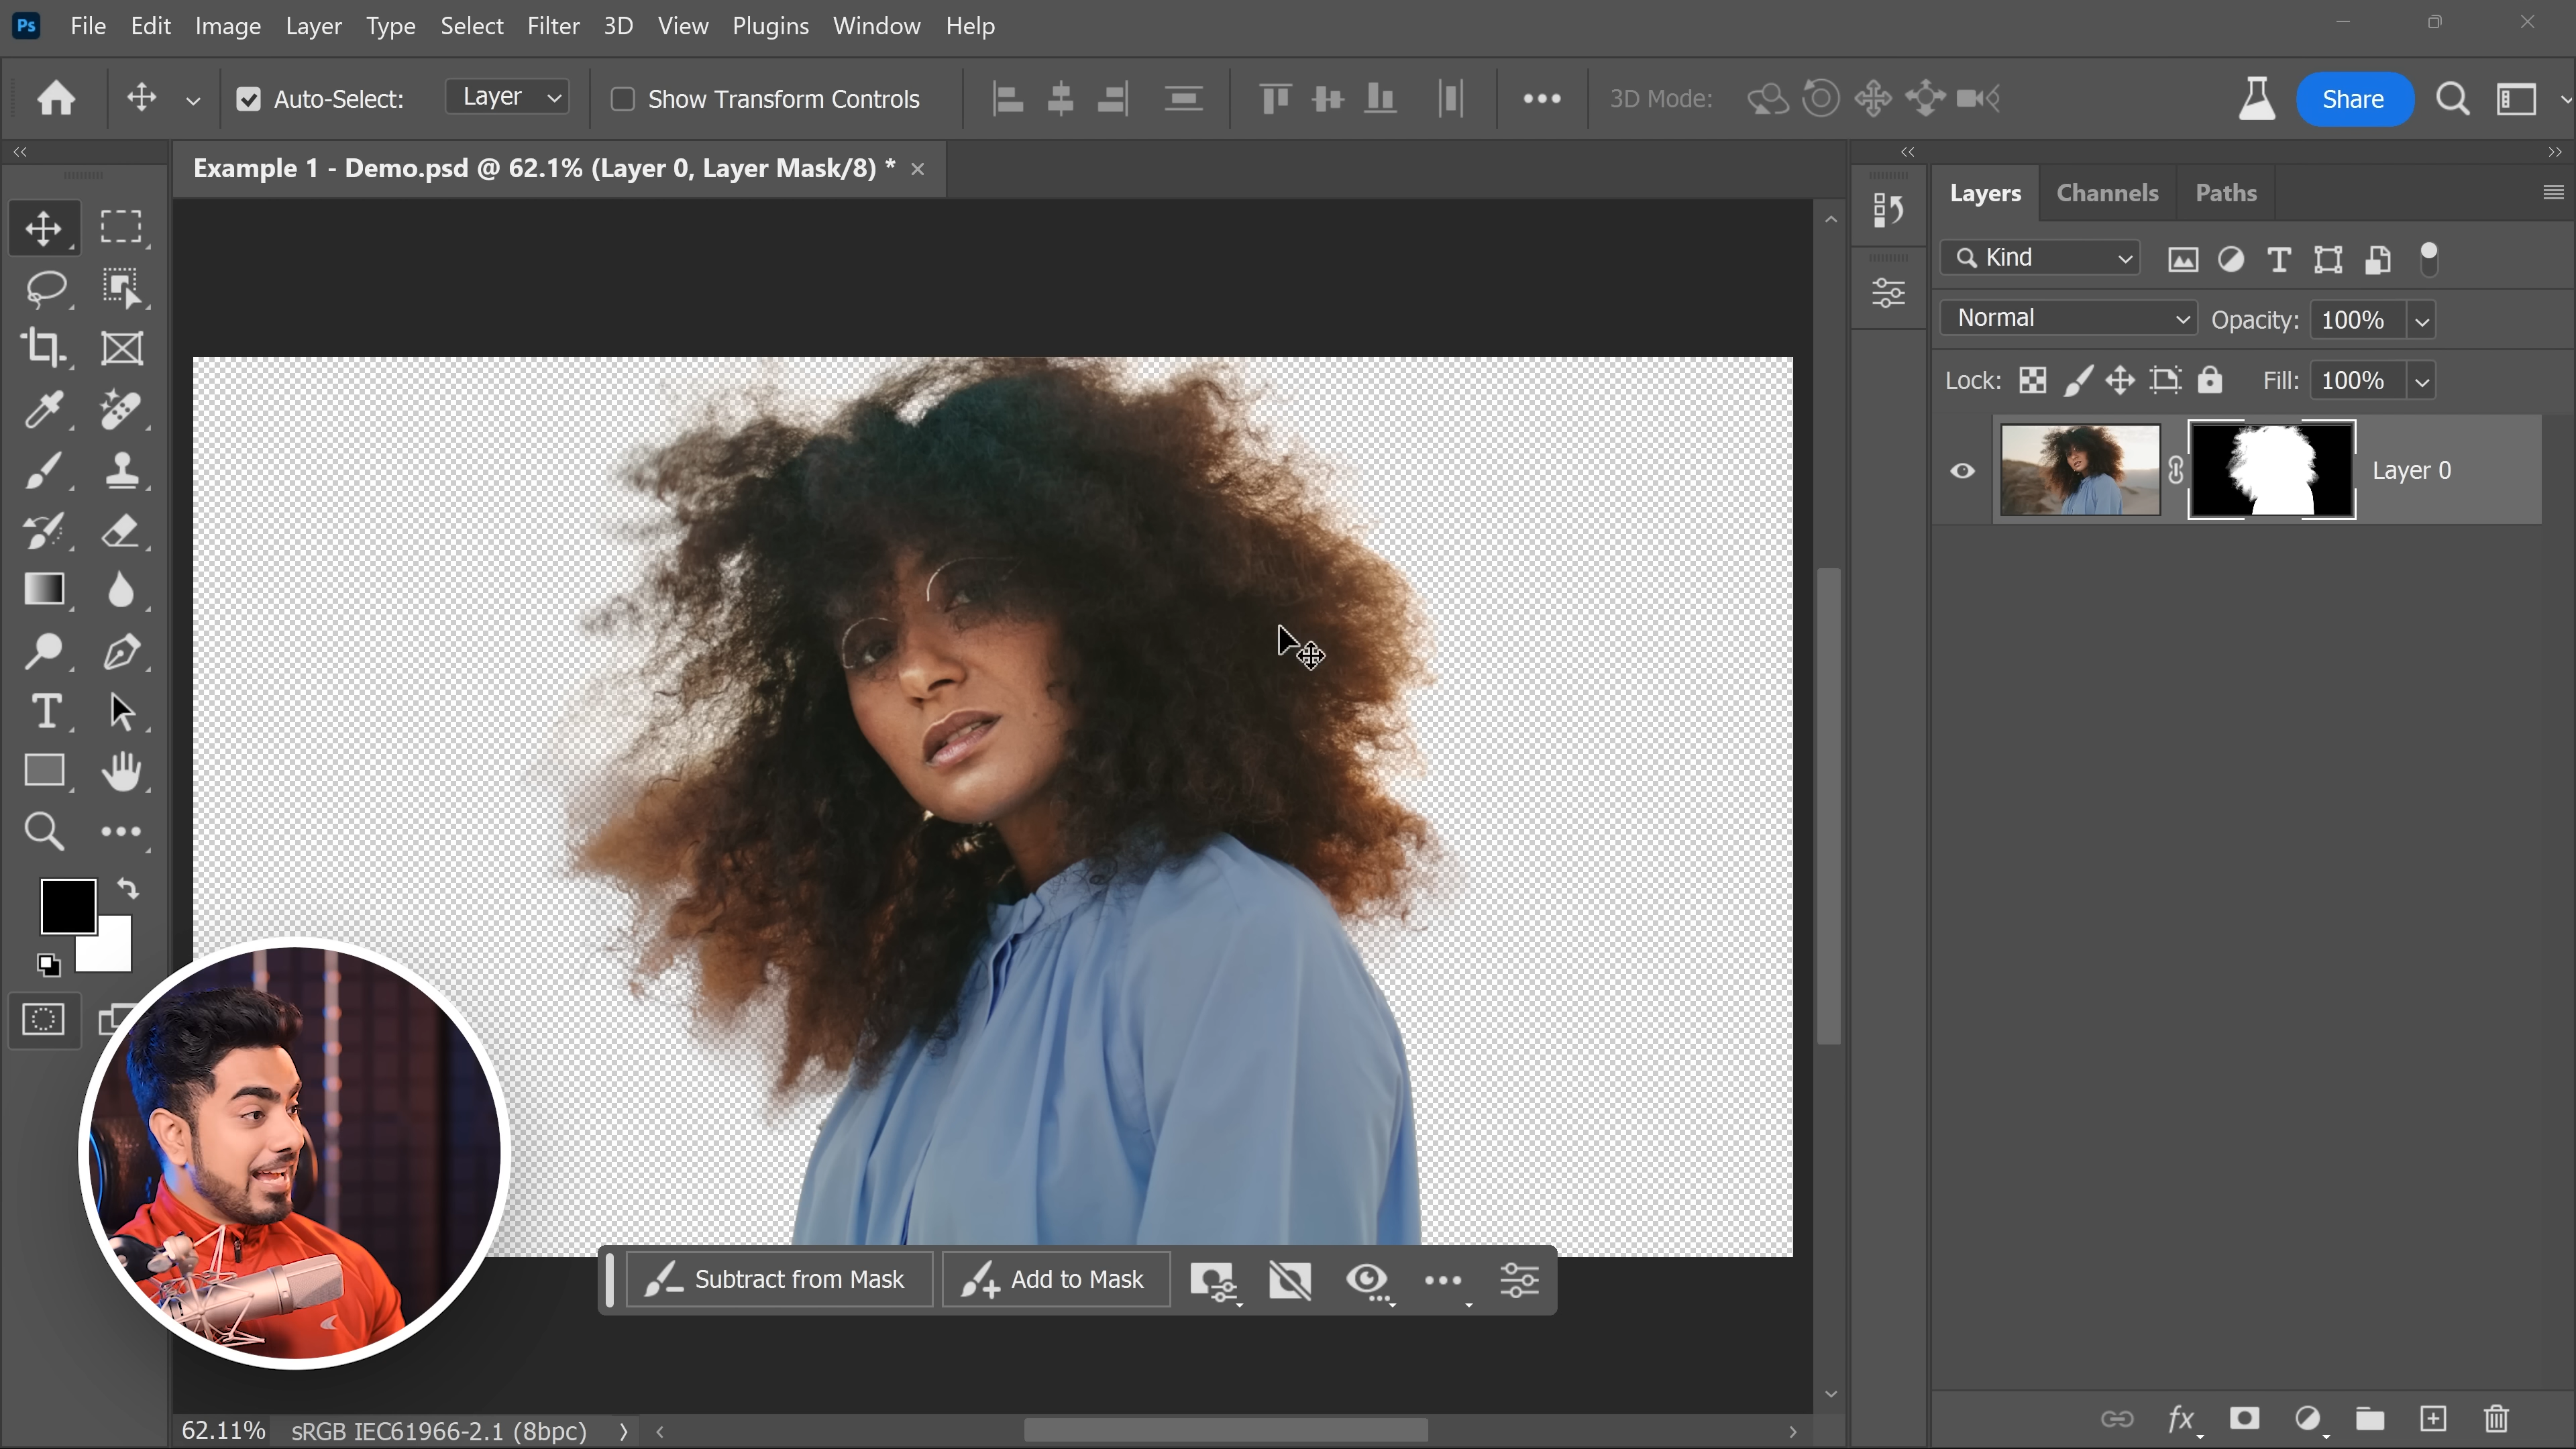 Ps File Edit Image Layer Type Select Filter 3D View Plugins Window Help
Auto-Select: Layer Show Transform Controls 3D Mode: Share
Example 1 - Demo.psd @ 62.1% (Layer 0, Layer Mask/8) *
Layers Channels Paths
Kind
Normal Opacity: 100%
Lock: Fill: 100%
Layer 0
Subtract from Mask Add to Mask
62.11% sRGB IEC61966-2.1 (8bpc)
fx